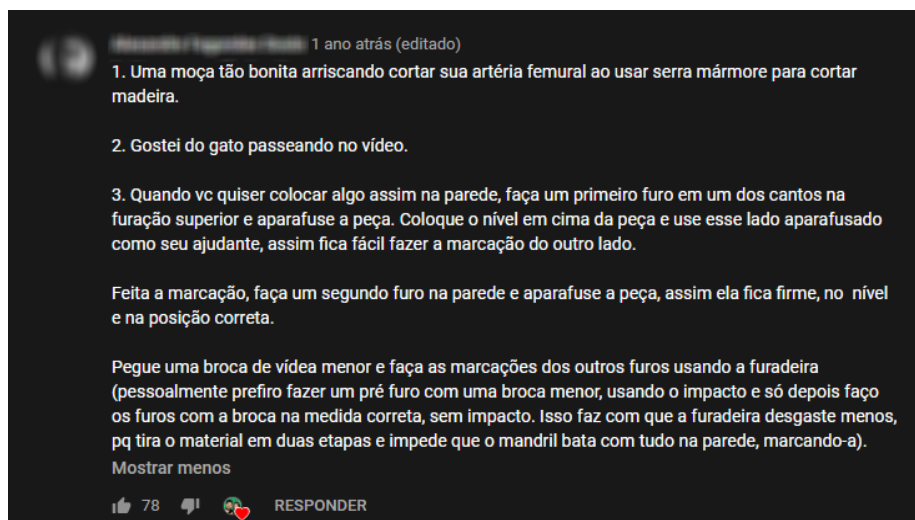 1 ano atrás (editado)
1. Uma moça tão bonita arriscando cortar sua artéria femural ao usar serra mármore para cortar
madeira.
2. Gostei do gato passeando no vídeo.
3. Quando vc quiser colocar algo assim na parede, faça um primeiro furo em um dos cantos na
furação superior e aparafuse a peça. Coloque o nível em cima da peça e use esse lado aparafusado
como seu ajudante, assim fica fácil fazer a marcação do outro lado.
Feita a marcação, faça um segundo furo na parede e aparafuse a peça, assim ela fica firme, no nível
e na posição correta.
Pegue uma broca de vídea menor e faça as marcações dos outros furos usando a furadeira
(pessoalmente prefiro fazer um pré furo com uma broca menor, usando o impacto e só depois faço
os furos com a broca na medida correta, sem impacto. Isso faz com que a furadeira desgaste menos,
pq tira o material em duas etapas e impede que o mandril bata com tudo na parede, marcando-a).
Mostrar menos
78 RESPONDER